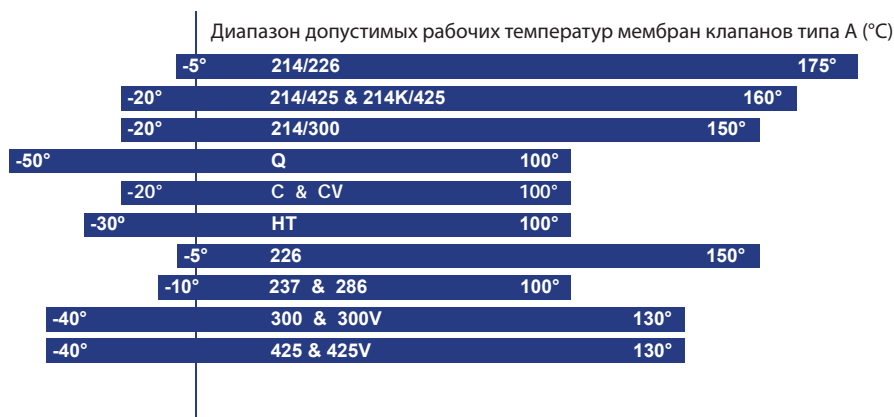 Диапазон допустимых рабочих температур мембран клапанов типа А (°C)
-5° 214/226 175°
-20° 214/425 & 214K/425 160°
-20° 214/300 150°
-50° Q 100°
-20° C & CV 100°
-30º HT 100°
-5° 226 150°
-10° 237 & 286 100°
-40° 300 & 300V 130°
-40° 425 & 425V 130°